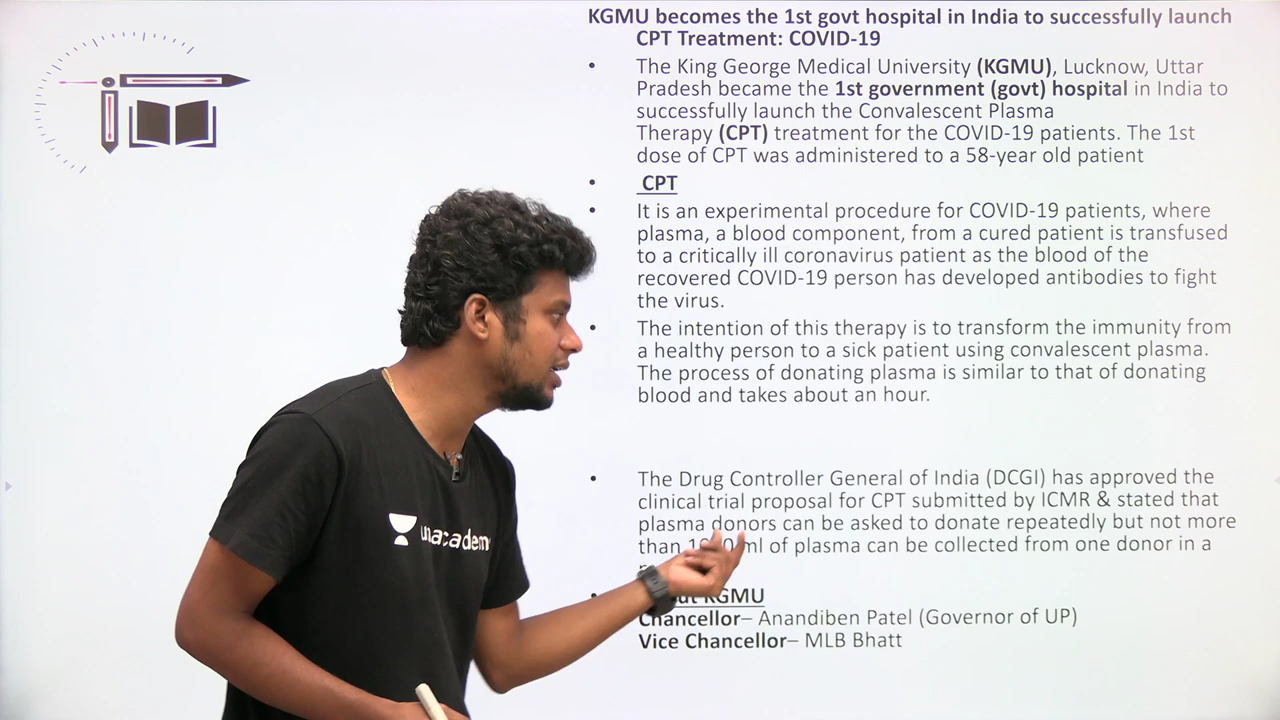 KGMU becomes the 1st govt hospital in India to successfully launch
CPT Treatment: COVID-19
• The King George Medical University (KGMU), Lucknow, Uttar
Pradesh became the 1st government (govt) hospital in India to
successfully launch the Convalescent Plasma
Therapy (CPT) treatment for the COVID-19 patients. The 1st
dose of CPT was administered to a 58-year old patient
• CPT
• It is an experimental procedure for COVID-19 patients, where
plasma, a blood component, from a cured patient is transfused
to a critically ill coronavirus patient as the blood of the
recovered COVID-19 person has developed antibodies to fight
the virus.
• The intention of this therapy is to transform the immunity from
a healthy person to a sick patient using convalescent plasma.
The process of donating plasma is similar to that of donating
blood and takes about an hour.
• The Drug Controller General of India (DCGI) has approved the
clinical trial proposal for CPT submitted by ICMR & stated that
plasma donors can be asked to donate repeatedly but not more
than ml of plasma can be collected from one donor in a
KGMU
Chancellor– Anandiben Patel (Governor of UP)
Vice Chancellor– MLB Bhatt
unacademy